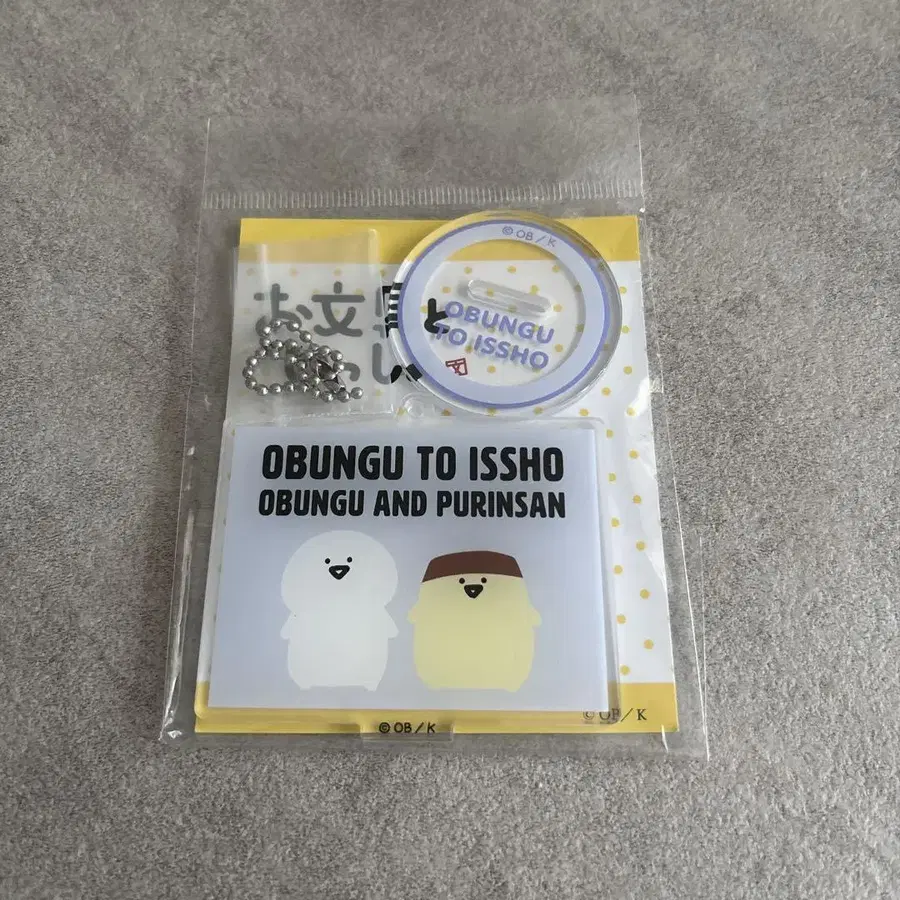 © OB / K
お文具と
OBUNGU
TO ISSHO
OBUNGU TO ISSHO
OBUNGU AND PURINSAN
© OB / K
© OB / K